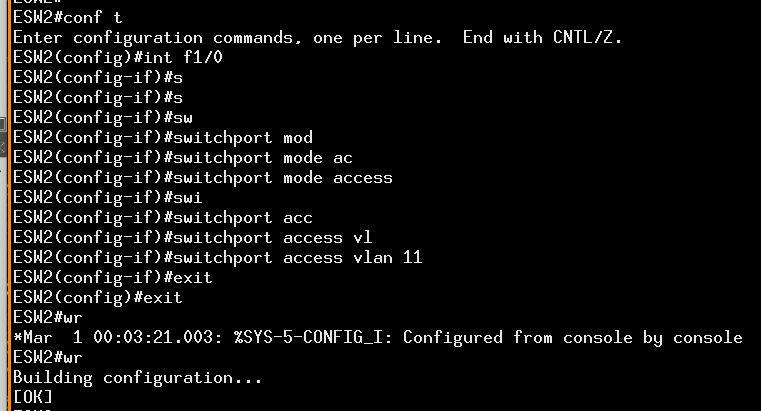 ESW2#
ESW2#conf t
Enter configuration commands, one per line.  End with CNTL/Z.
ESW2(config)#int f1/0
ESW2(config-if)#s
ESW2(config-if)#s
ESW2(config-if)#sw
ESW2(config-if)#switchport mod
ESW2(config-if)#switchport mode ac
ESW2(config-if)#switchport mode access
ESW2(config-if)#swi
ESW2(config-if)#switchport acc
ESW2(config-if)#switchport access vl
ESW2(config-if)#switchport access vlan 11
ESW2(config-if)#exit
ESW2(config)#exit
ESW2#wr
*Mar  1 00:03:21.003: %SYS-5-CONFIG_I: Configured from console by console
ESW2#wr
Building configuration...
[OK]